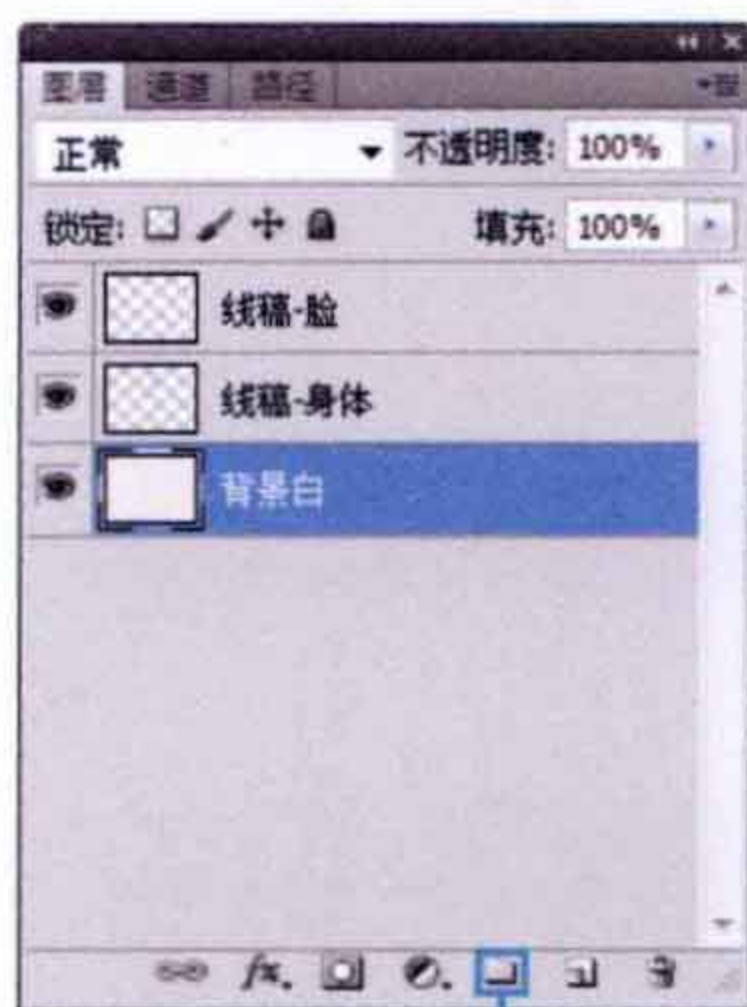 图层 通道 路径
正常 不透明度: 100%
锁定: 填充: 100%
线稿-脸
线稿-身体
背景白
fx.